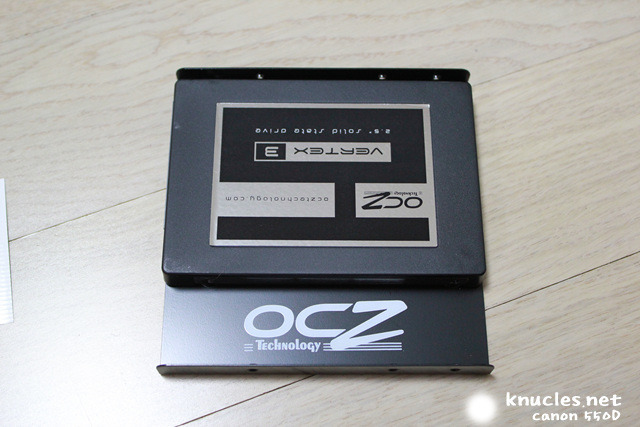 2.5" solid state drive
VERTEX 3
ocztechnology.com
OCZ
Technology
OCZ
Technology
knucles.net
canon 550D